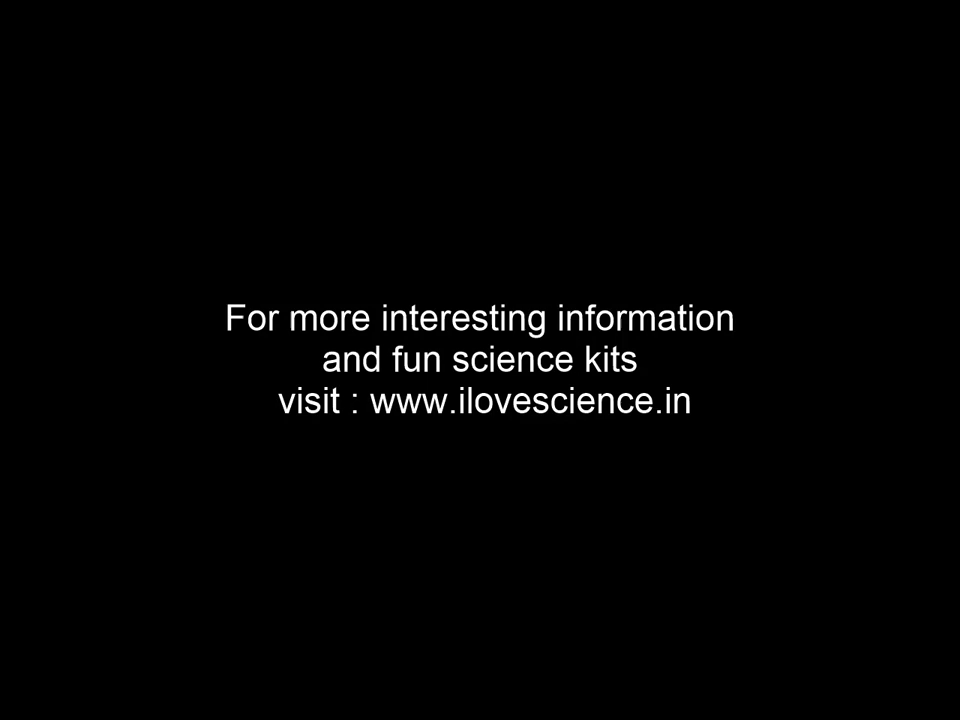 For more interesting information
and fun science kits
visit : www.ilovescience.in